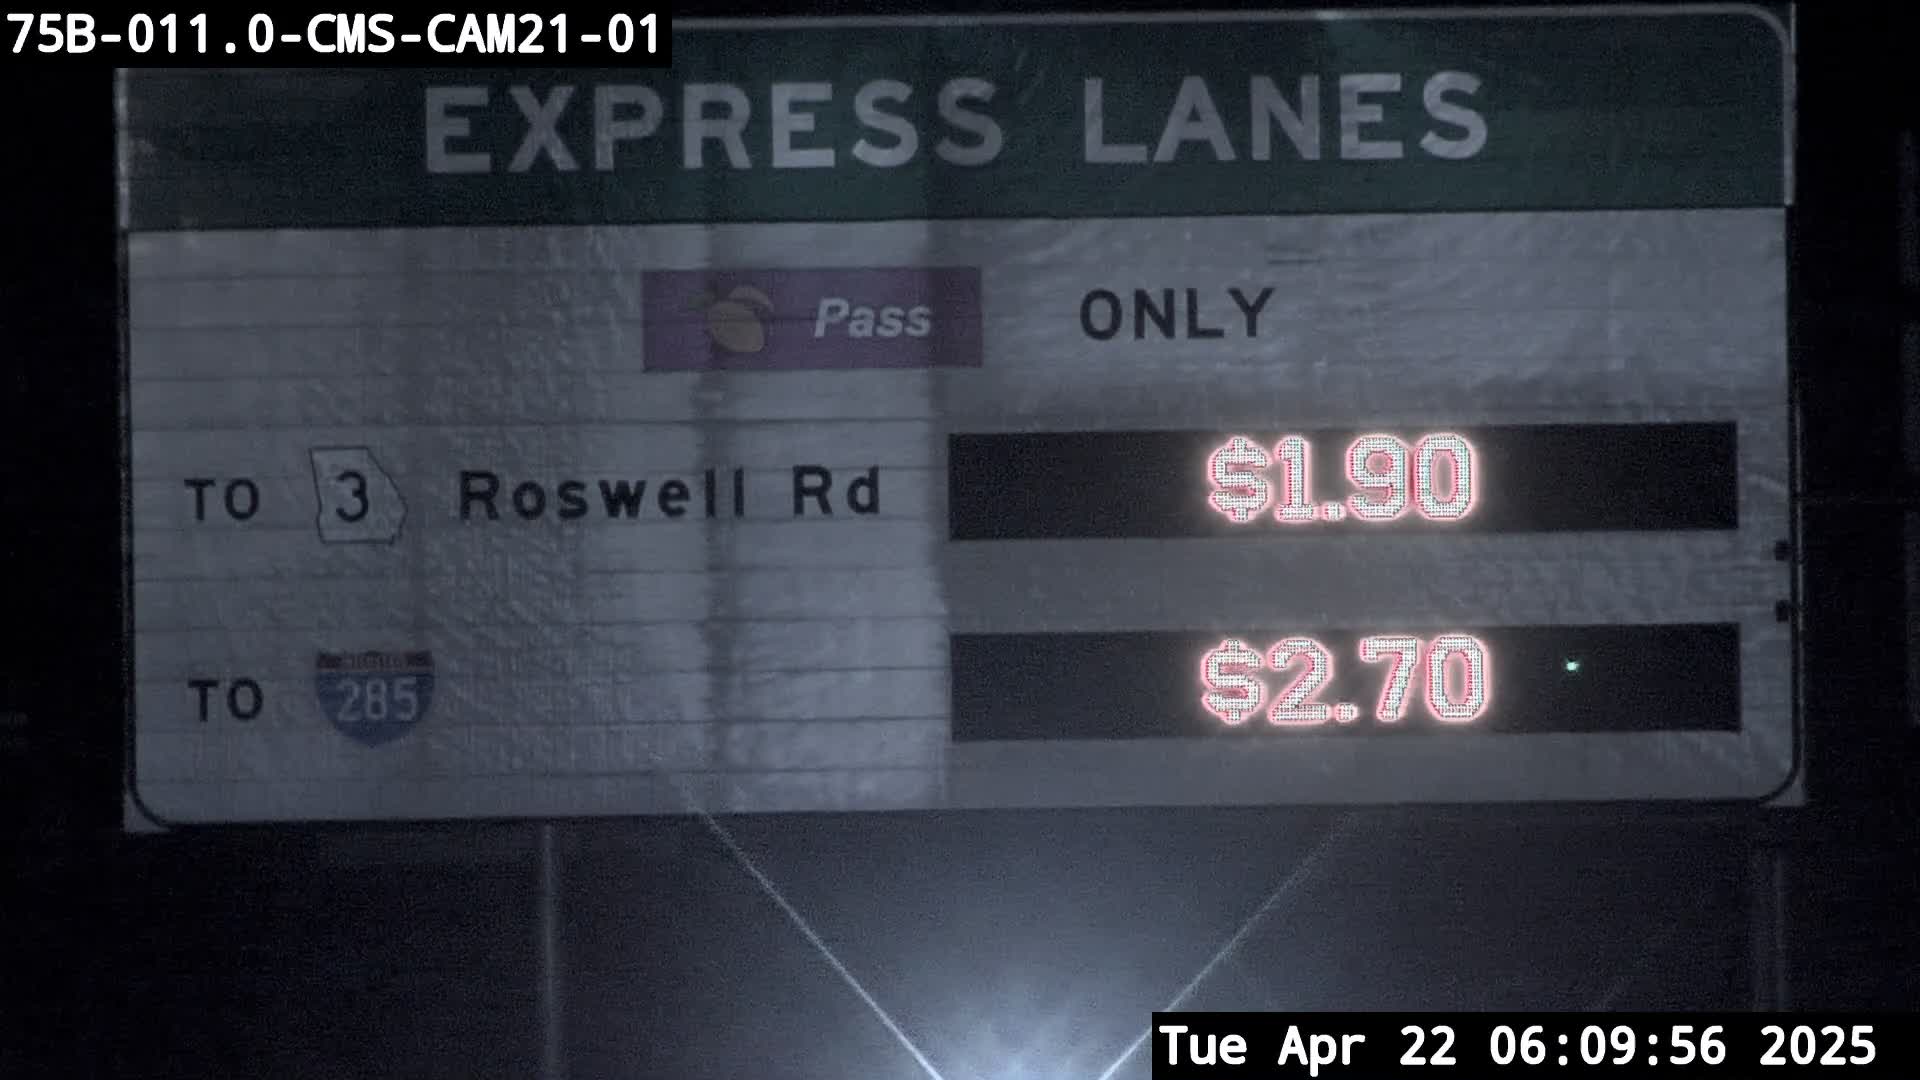 75B-011.0-CMS-CAM21-01
EXPRESS LANES
Pass ONLY
TO 3 Roswell Rd $1.90
TO 285 $2.70
Tue Apr 22 06:09:56 2025